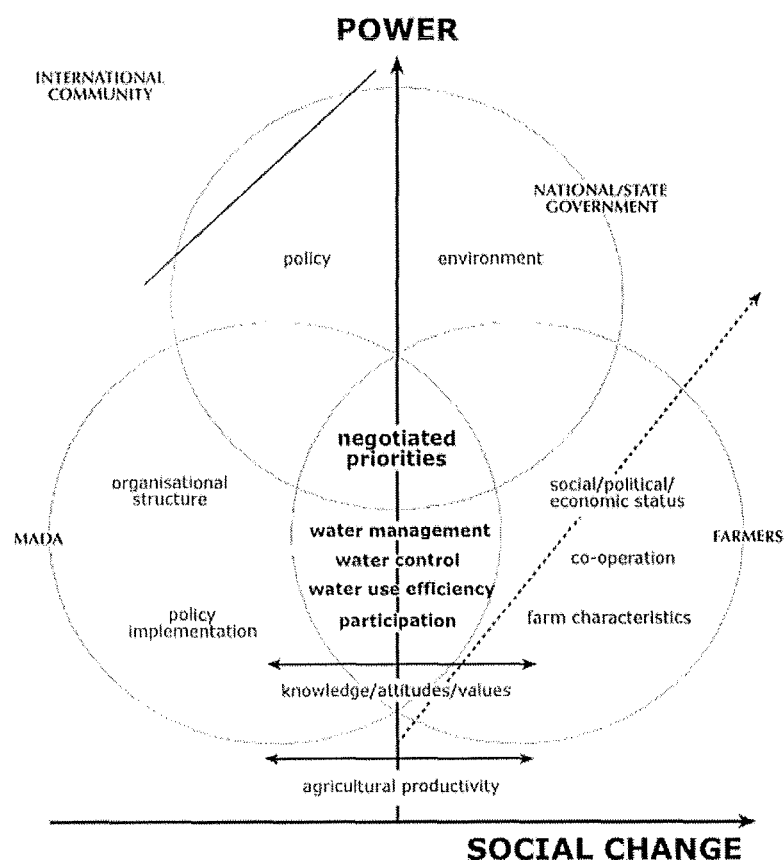 POWER
INTERNATIONAL
COMMUNITY
NATIONAL/STATE
GOVERNMENT
policy
environment
negotiated
priorities
organisational
structure
social/political/
economic status
MADA
water management
FARMERS
water control
co-operation
water use efficiency
policy
implementation
participation
farm characteristics
knowledge/attitudes/values
agricultural productivity
SOCIAL CHANGE